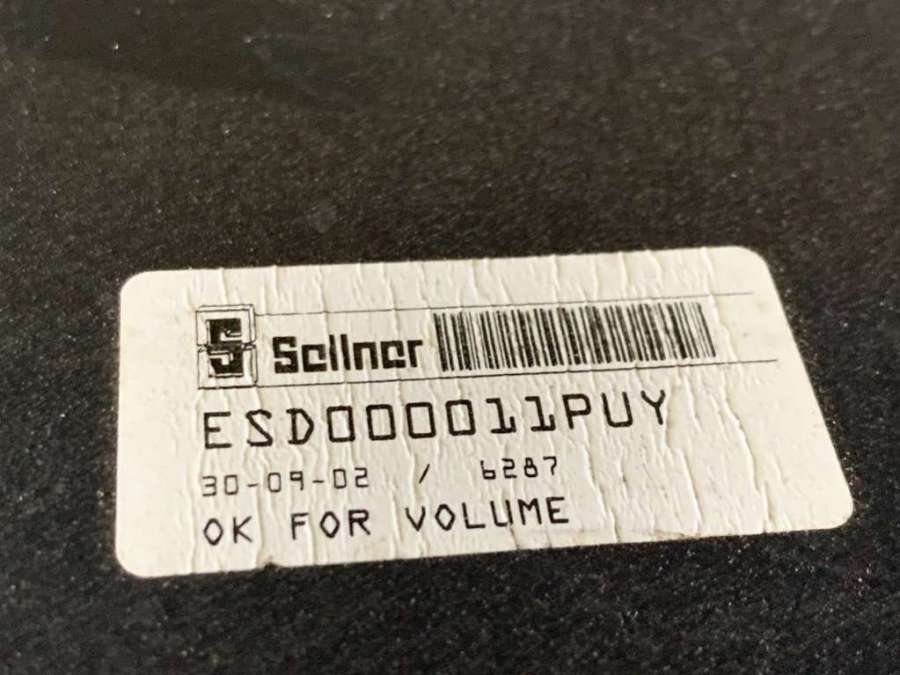 S Sellner
ESD000011PUY
30-09-02 / 6287
OK FOR VOLUME